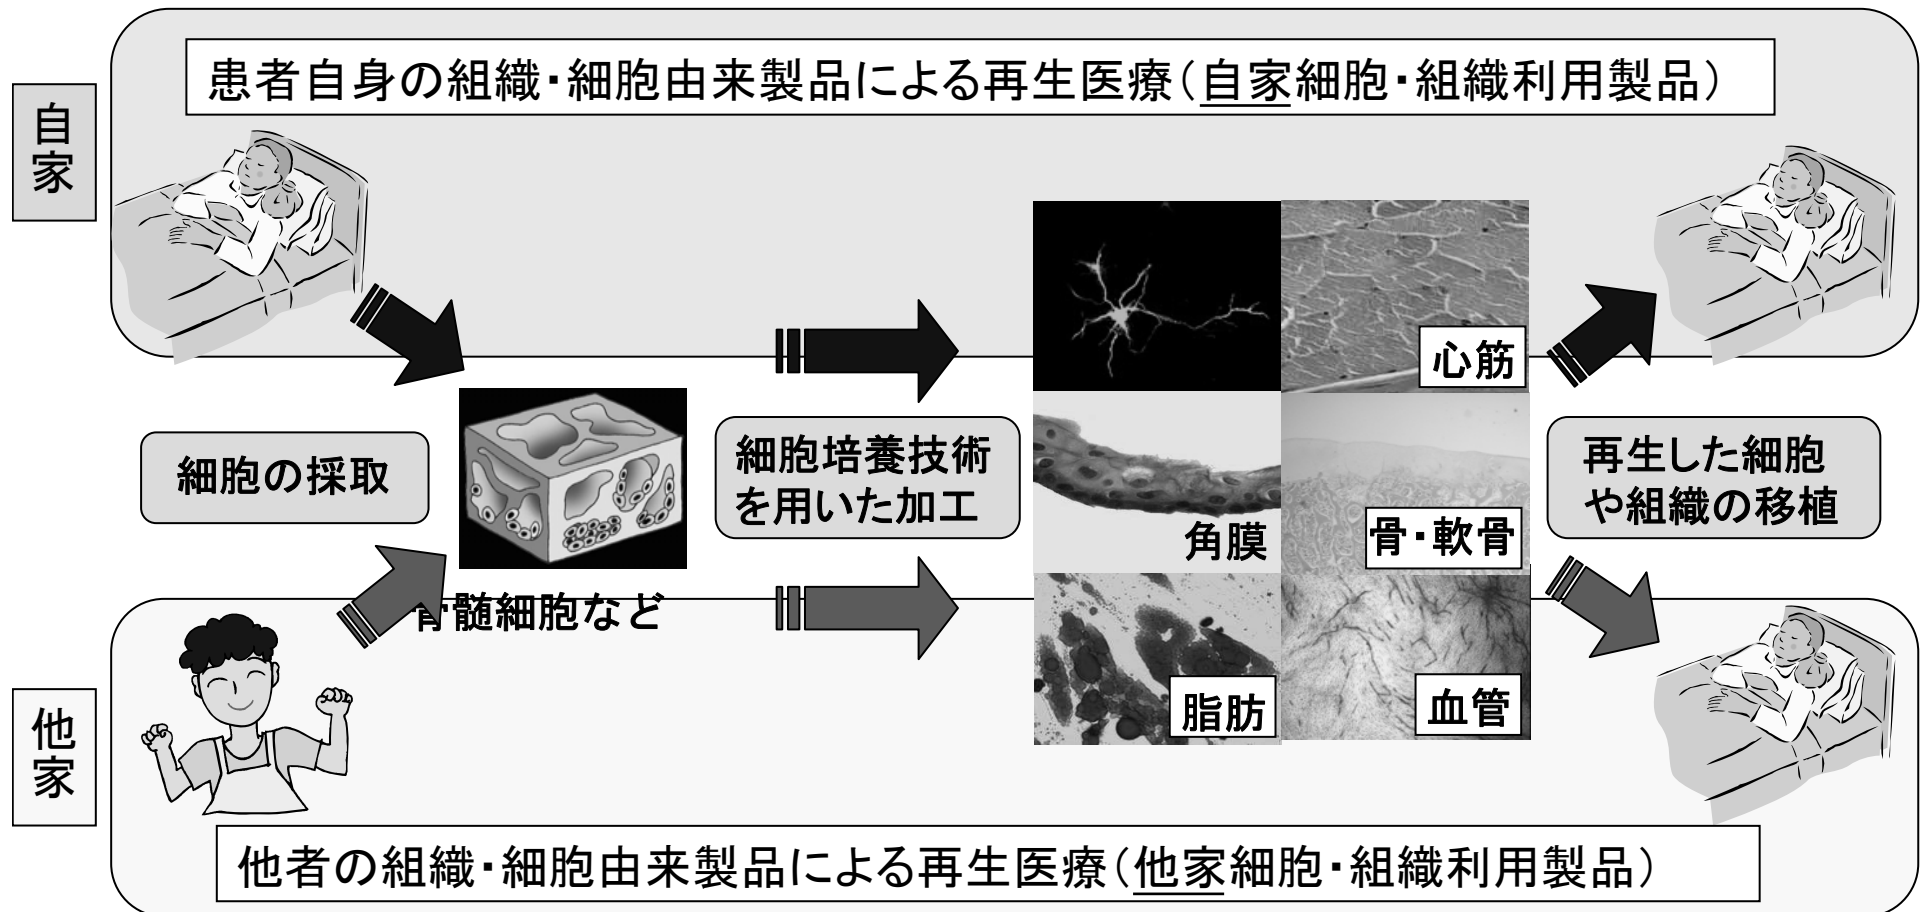 患者自身の組織・細胞由来製品による再生医療（自家細胞・組織利用製品）
自家
心筋
細胞の採取
細胞培養技術
を用いた加工
再生した細胞
や組織の移植
角膜
骨・軟骨
骨髄細胞など
脂肪
血管
他家
他者の組織・細胞由来製品による再生医療（他家細胞・組織利用製品）